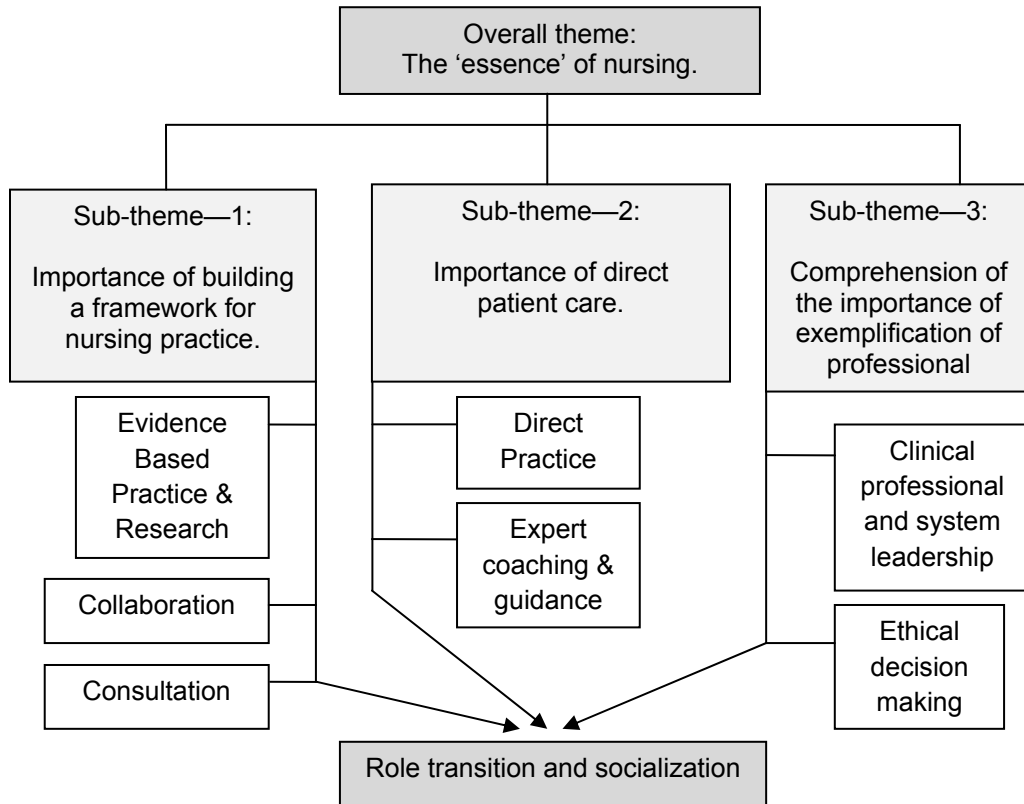 Overall theme:
The ‘essence’ of nursing.
Sub-theme—1:
Importance of building
a framework for
nursing practice.
Sub-theme—2:
Importance of direct
patient care.
Sub-theme—3:
Comprehension of
the importance of
exemplification of
professional
Evidence
Based
Practice &
Research
Collaboration
Consultation
Direct
Practice
Expert
coaching &
guidance
Clinical
professional
and system
leadership
Ethical
decision
making
Role transition and socialization